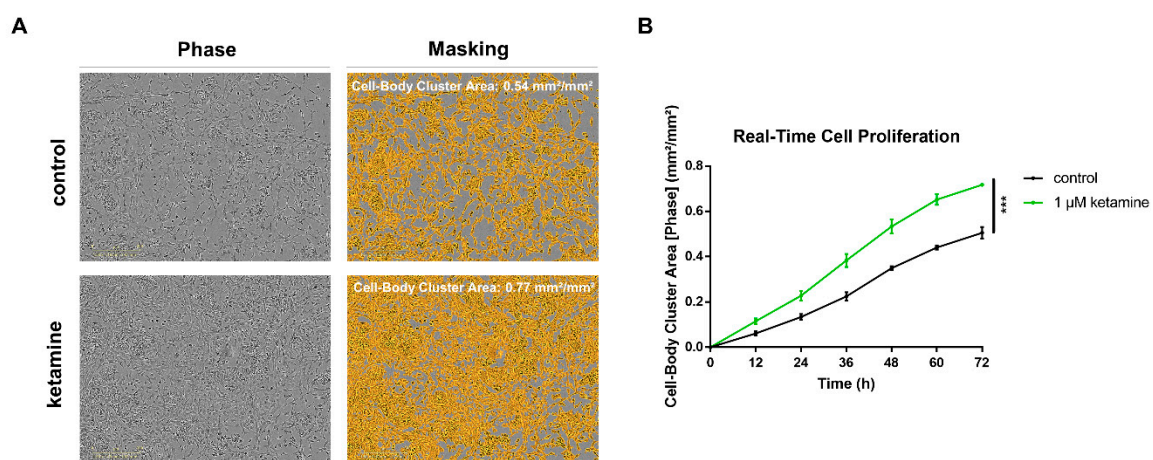 A
Phase
Masking
control
Cell-Body Cluster Area: 0.54 mm²/mm²
ketamine
Cell-Body Cluster Area: 0.77 mm²/mm²
B
Real-Time Cell Proliferation
Cell-Body Cluster Area [Phase] (mm²/mm²)
0.8
0.6
0.4
0.2
0.0
0
12
24
36
48
60
72
Time (h)
***
control
1 µM ketamine